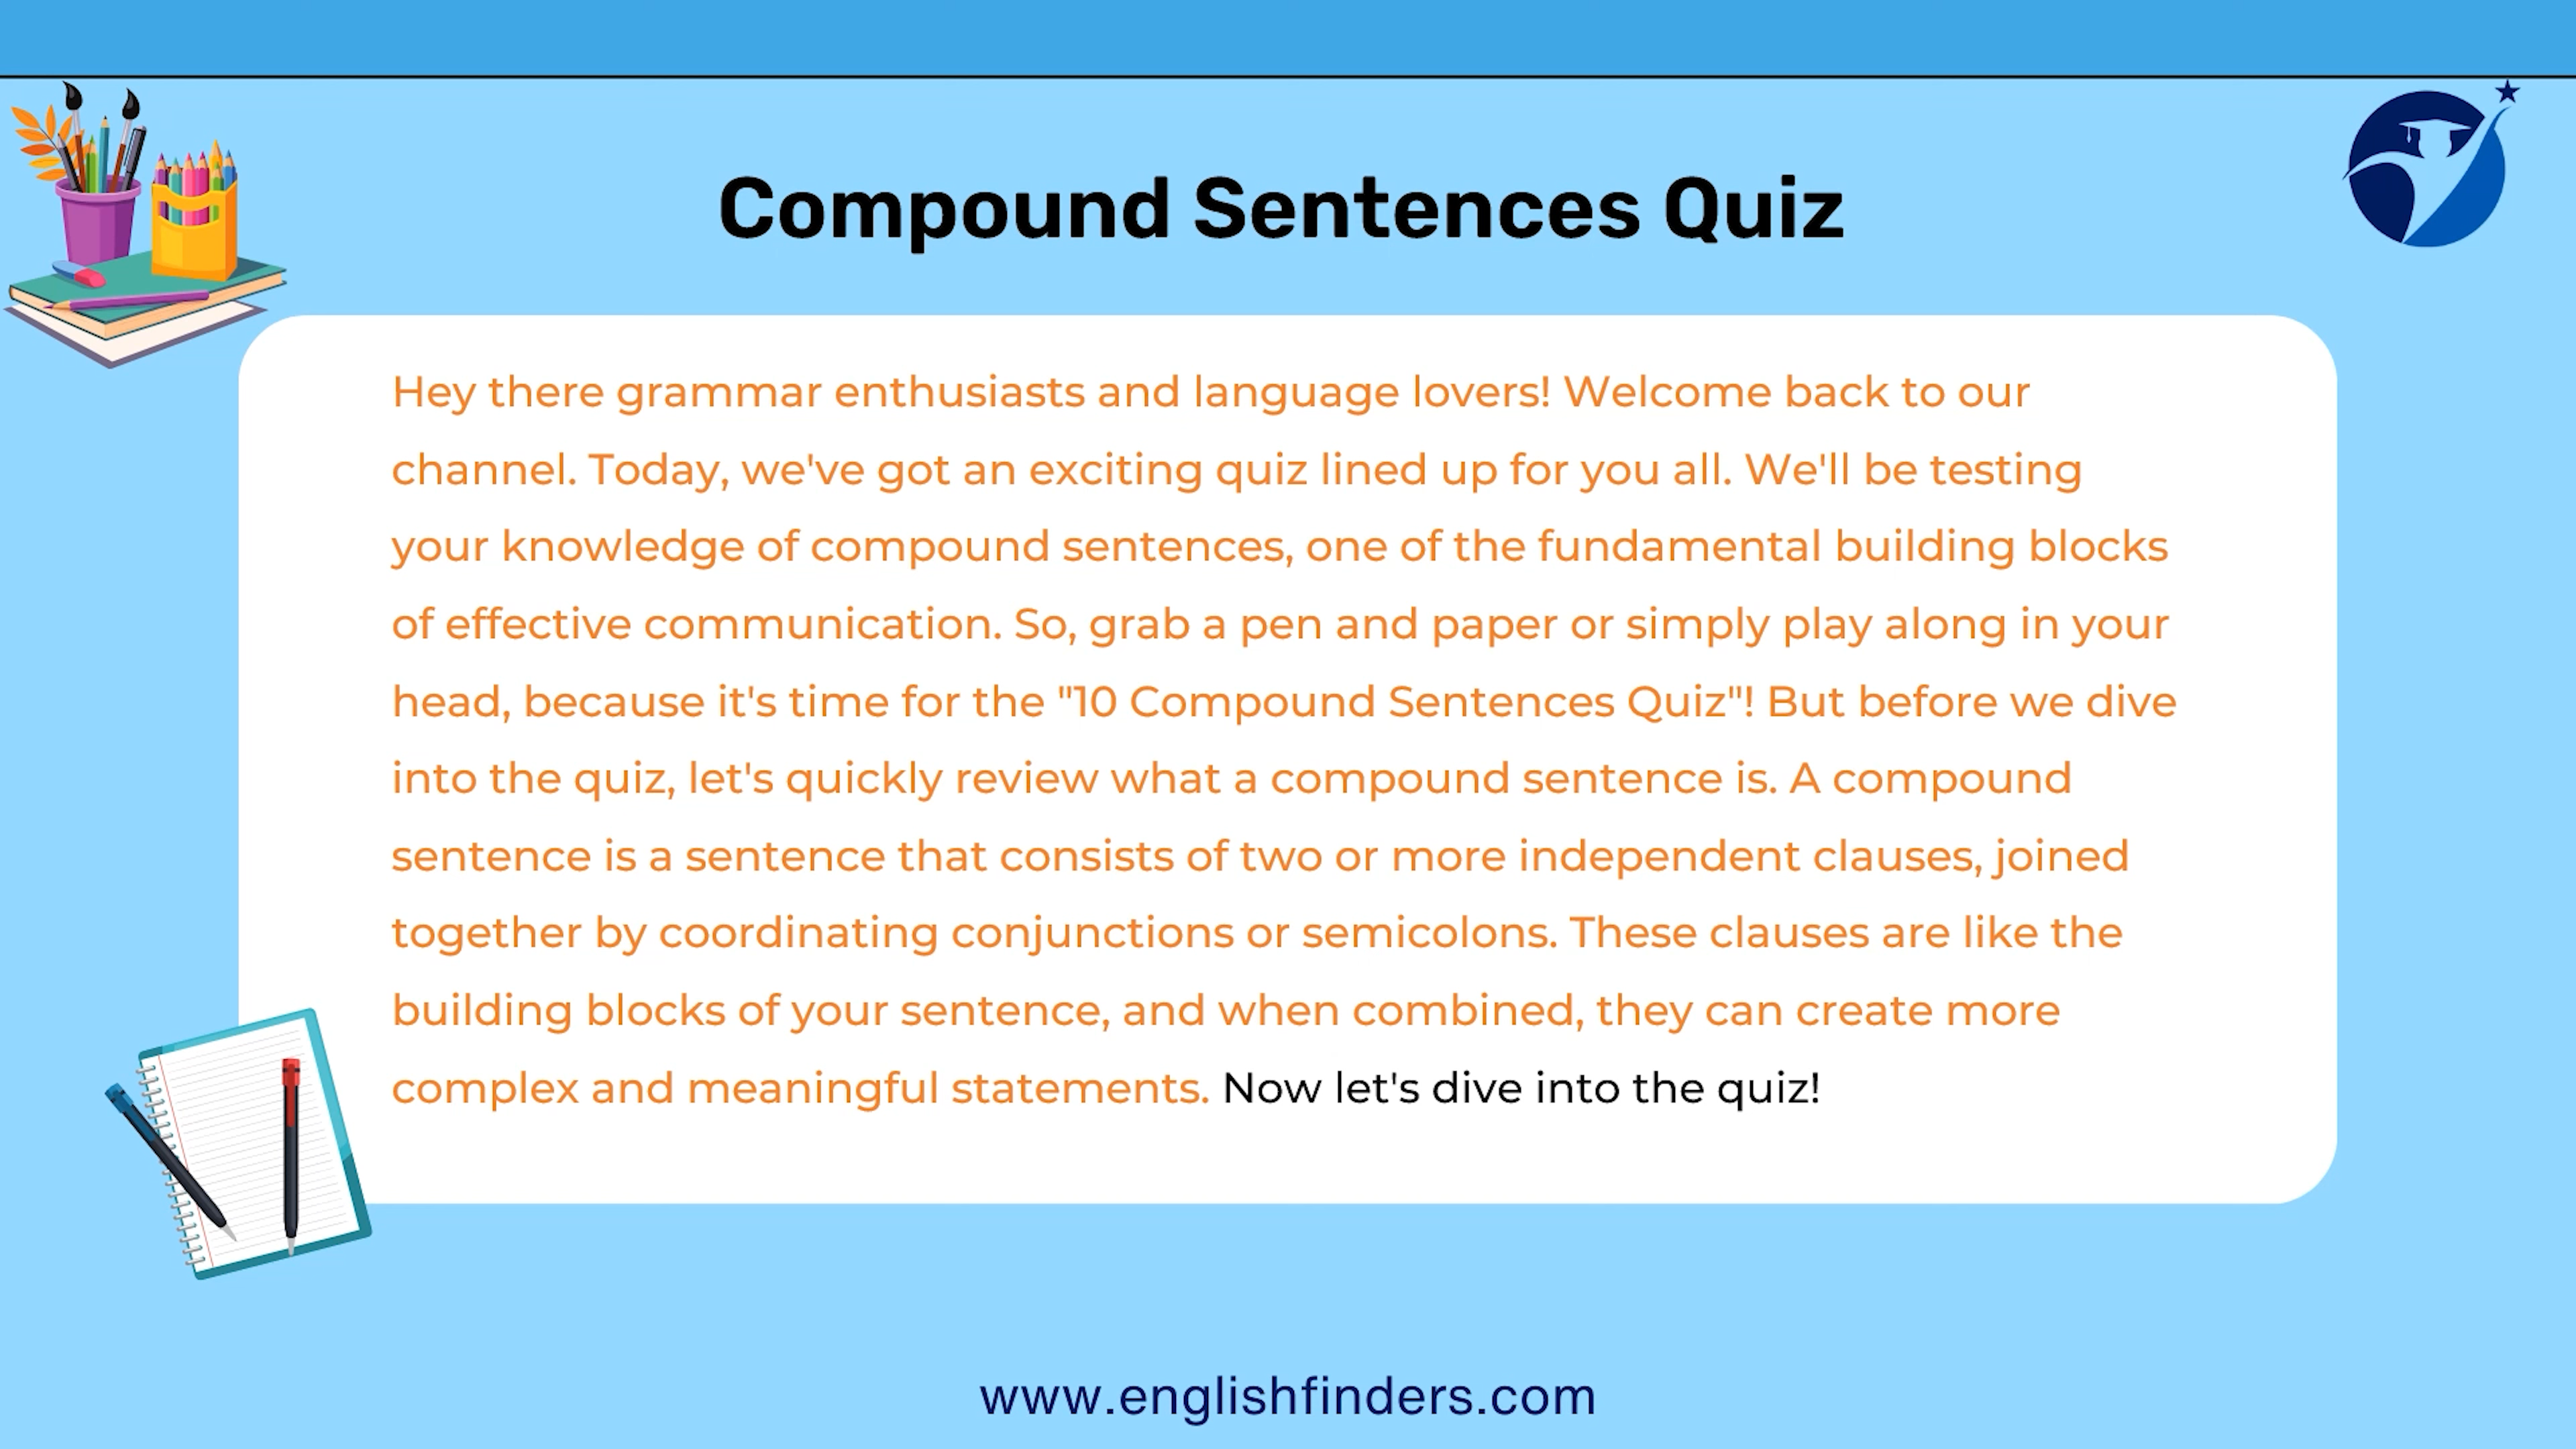 Compound Sentences Quiz
Hey there grammar enthusiasts and language lovers! Welcome back to our
channel. Today, we've got an exciting quiz lined up for you all. We'll be testing
your knowledge of compound sentences, one of the fundamental building blocks
of effective communication. So, grab a pen and paper or simply play along in your
head, because it's time for the "10 Compound Sentences Quiz"! But before we dive
into the quiz, let's quickly review what a compound sentence is. A compound
sentence is a sentence that consists of two or more independent clauses, joined
together by coordinating conjunctions or semicolons. These clauses are like the
building blocks of your sentence, and when combined, they can create more
complex and meaningful statements. Now let's dive into the quiz!
www.englishfinders.com